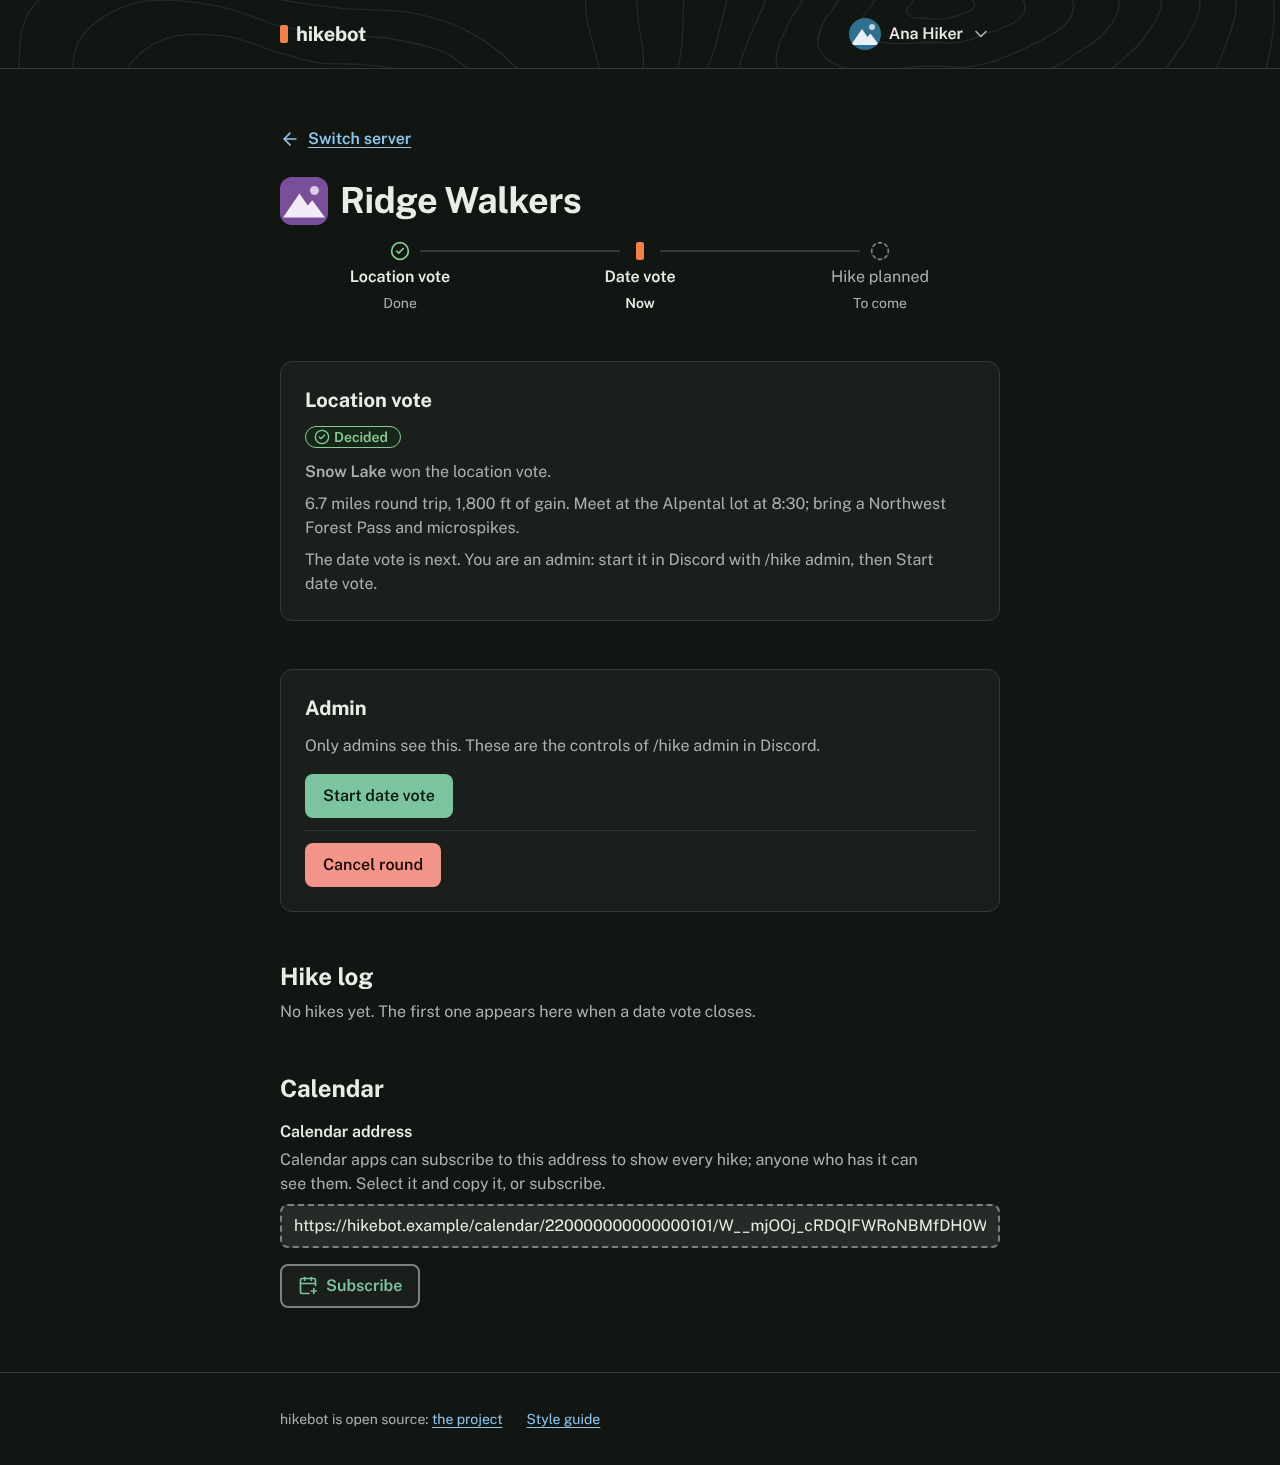 hikebot
Ana Hiker
Switch server
Ridge Walkers
Location vote
Done
Date vote
Now
Hike planned
To come
Location vote
Decided
Snow Lake won the location vote.
6.7 miles round trip, 1,800 ft of gain. Meet at the Alpental lot at 8:30; bring a Northwest
Forest Pass and microspikes.
The date vote is next. You are an admin: start it in Discord with /hike admin, then Start
date vote.
Admin
Only admins see this. These are the controls of /hike admin in Discord.
Start date vote
Cancel round
Hike log
No hikes yet. The first one appears here when a date vote closes.
Calendar
Calendar address
Calendar apps can subscribe to this address to show every hike; anyone who has it can
see them. Select it and copy it, or subscribe.
https://hikebot.example/calendar/220000000000000101/W__mjOOj_cRDQIFWRoNBMfDH0W
Subscribe
hikebot is open source: the project
Style guide